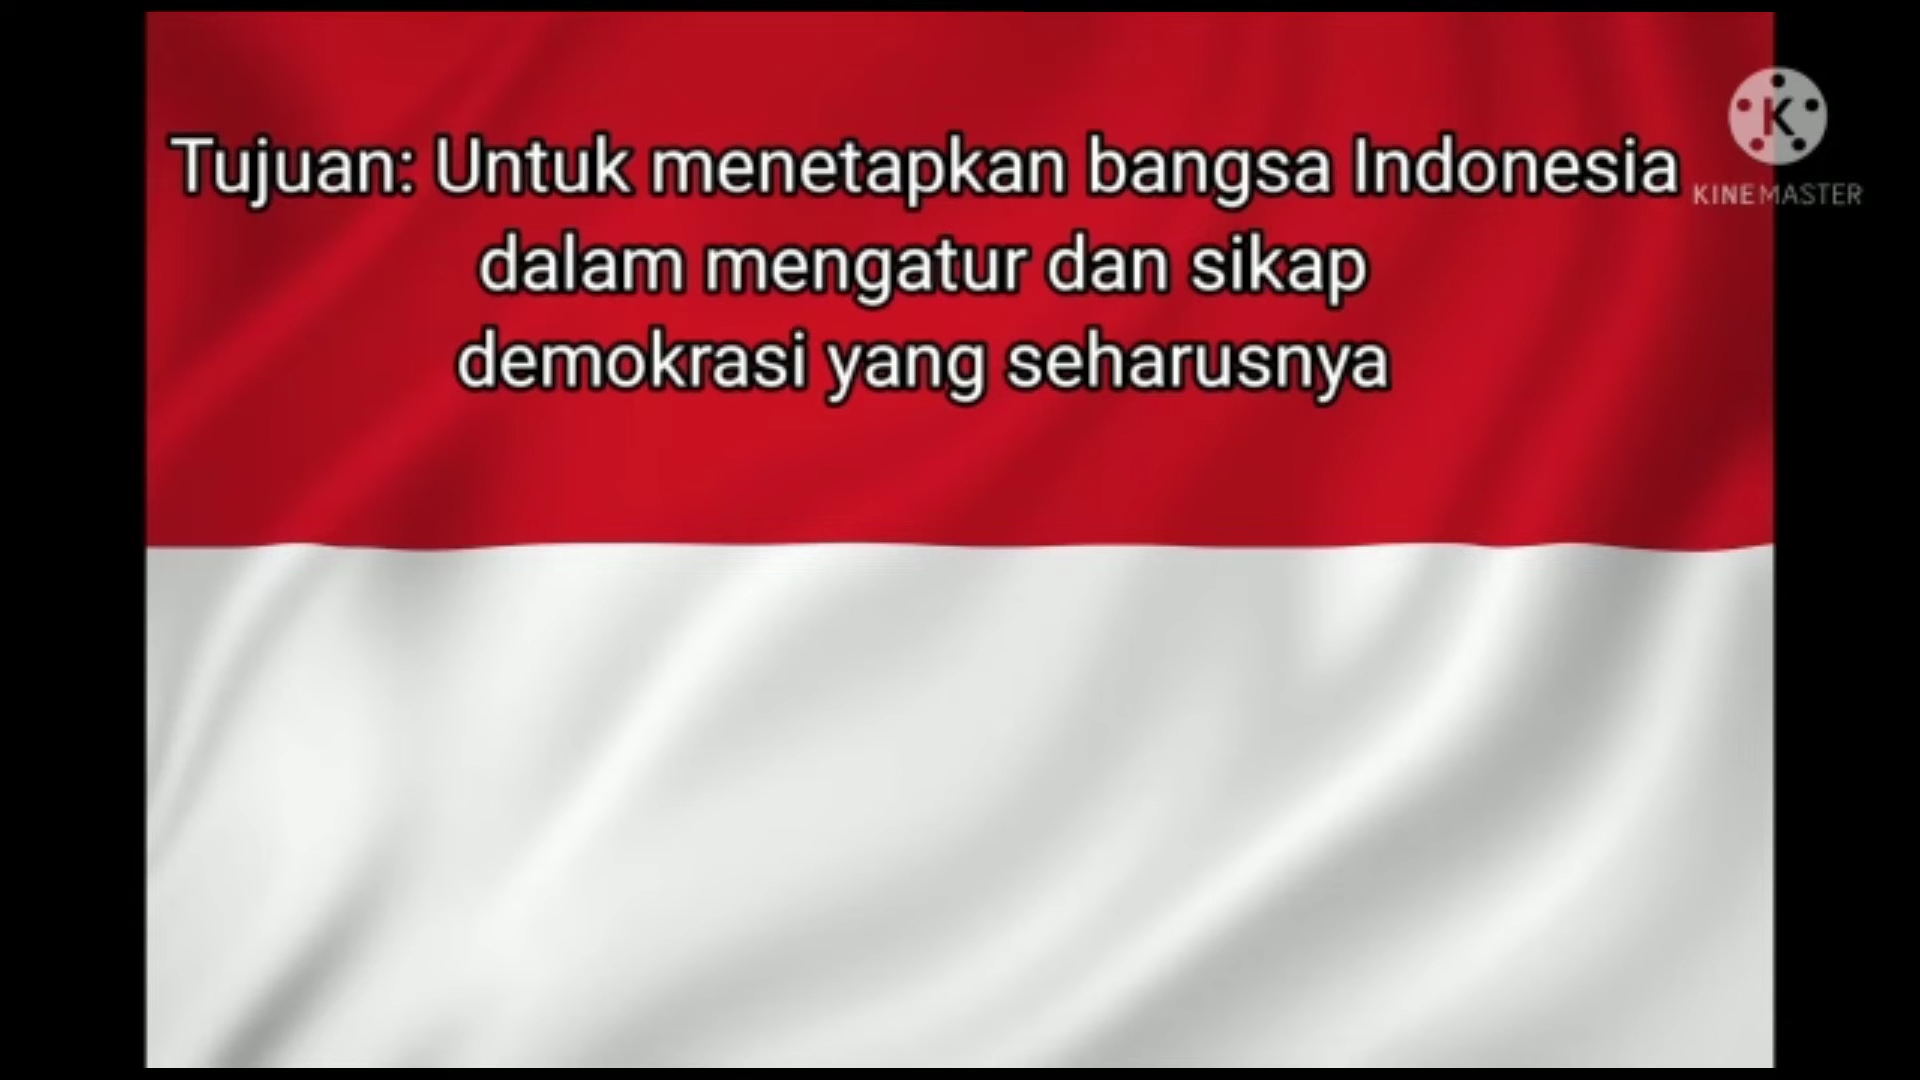 Tujuan: Untuk menetapkan bangsa Indonesia
dalam mengatur dan sikap
demokrasi yang seharusnya
K
KINEMASTER